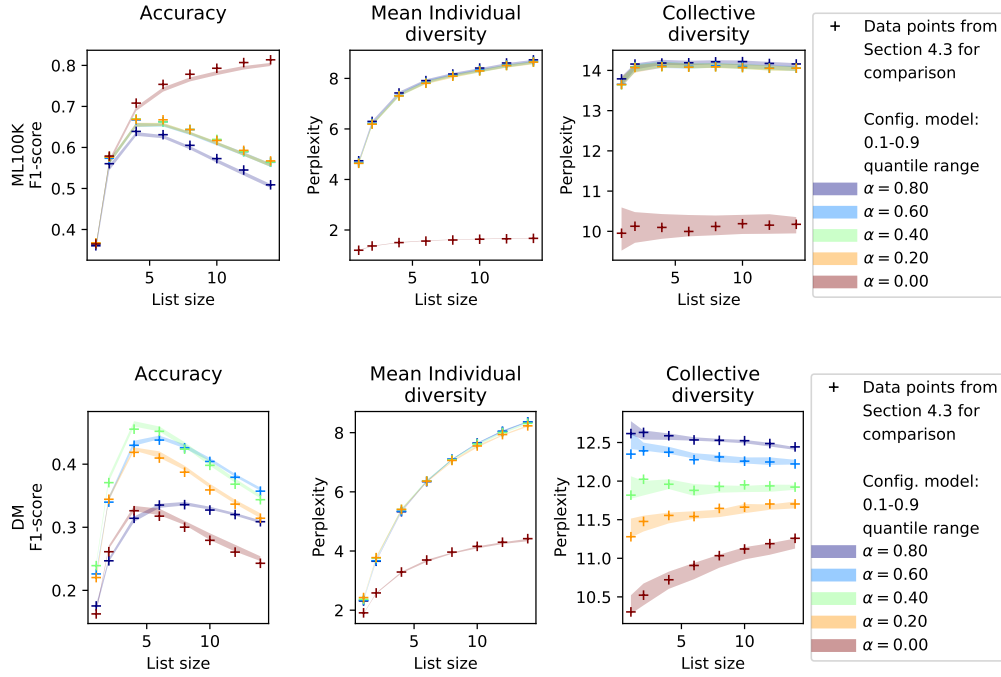 Accuracy
Mean Individual
diversity
Collective
diversity
ML100K
F1-score
0.8
0.7
0.6
0.5
0.4
5
10
List size
Perplexity
8
6
4
2
5
10
List size
Perplexity
14
13
12
11
10
5
10
List size
Data points from
Section 4.3 for
comparison
Config. model:
0.1-0.9
quantile range
α = 0.80
α = 0.60
α = 0.40
α = 0.20
α = 0.00
Accuracy
Mean Individual
diversity
Collective
diversity
DM
F1-score
0.4
0.3
0.2
5
10
List size
Perplexity
8
6
4
2
5
10
List size
Perplexity
12.5
12.0
11.5
11.0
10.5
5
10
List size
Data points from
Section 4.3 for
comparison
Config. model:
0.1-0.9
quantile range
α = 0.80
α = 0.60
α = 0.40
α = 0.20
α = 0.00